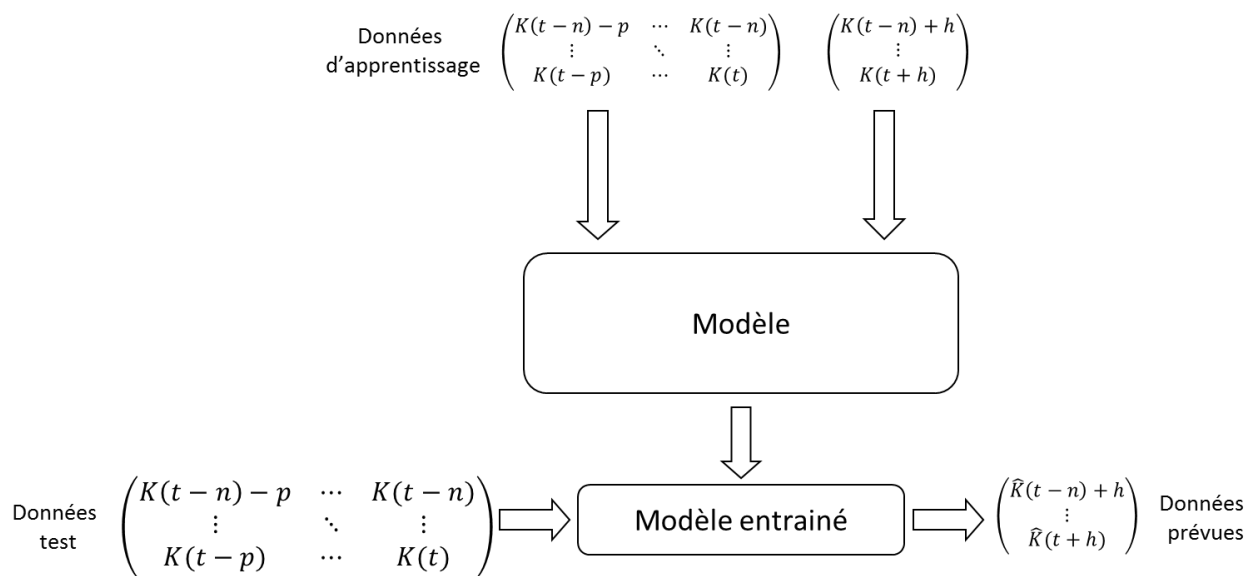 Données
d'apprentissage
K(t − n) − p ⋯ K(t − n)
⋮ ⋱ ⋮
K(t − p) ⋯ K(t)
K(t − n) + h
⋮
K(t + h)
Modèle
Données
test
K(t − n) − p ⋯ K(t − n)
⋮ ⋱ ⋮
K(t − p) ⋯ K(t)
Modèle entrainé
K̂(t − n) + h
⋮
K̂(t + h)
Données
prévues